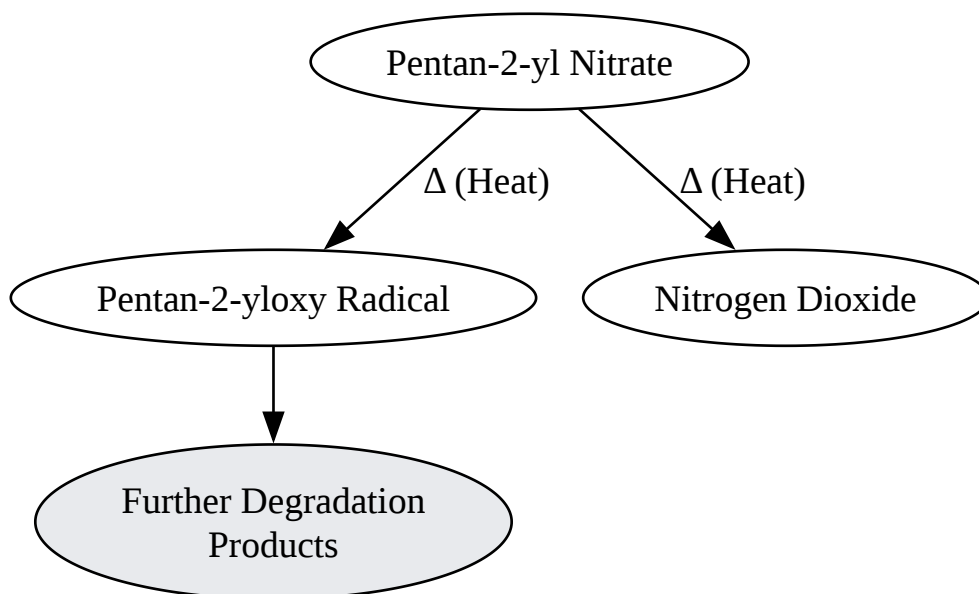 Pentan-2-yl Nitrate
Δ (Heat)
Δ (Heat)
Pentan-2-yloxy Radical
Nitrogen Dioxide
Further Degradation
Products